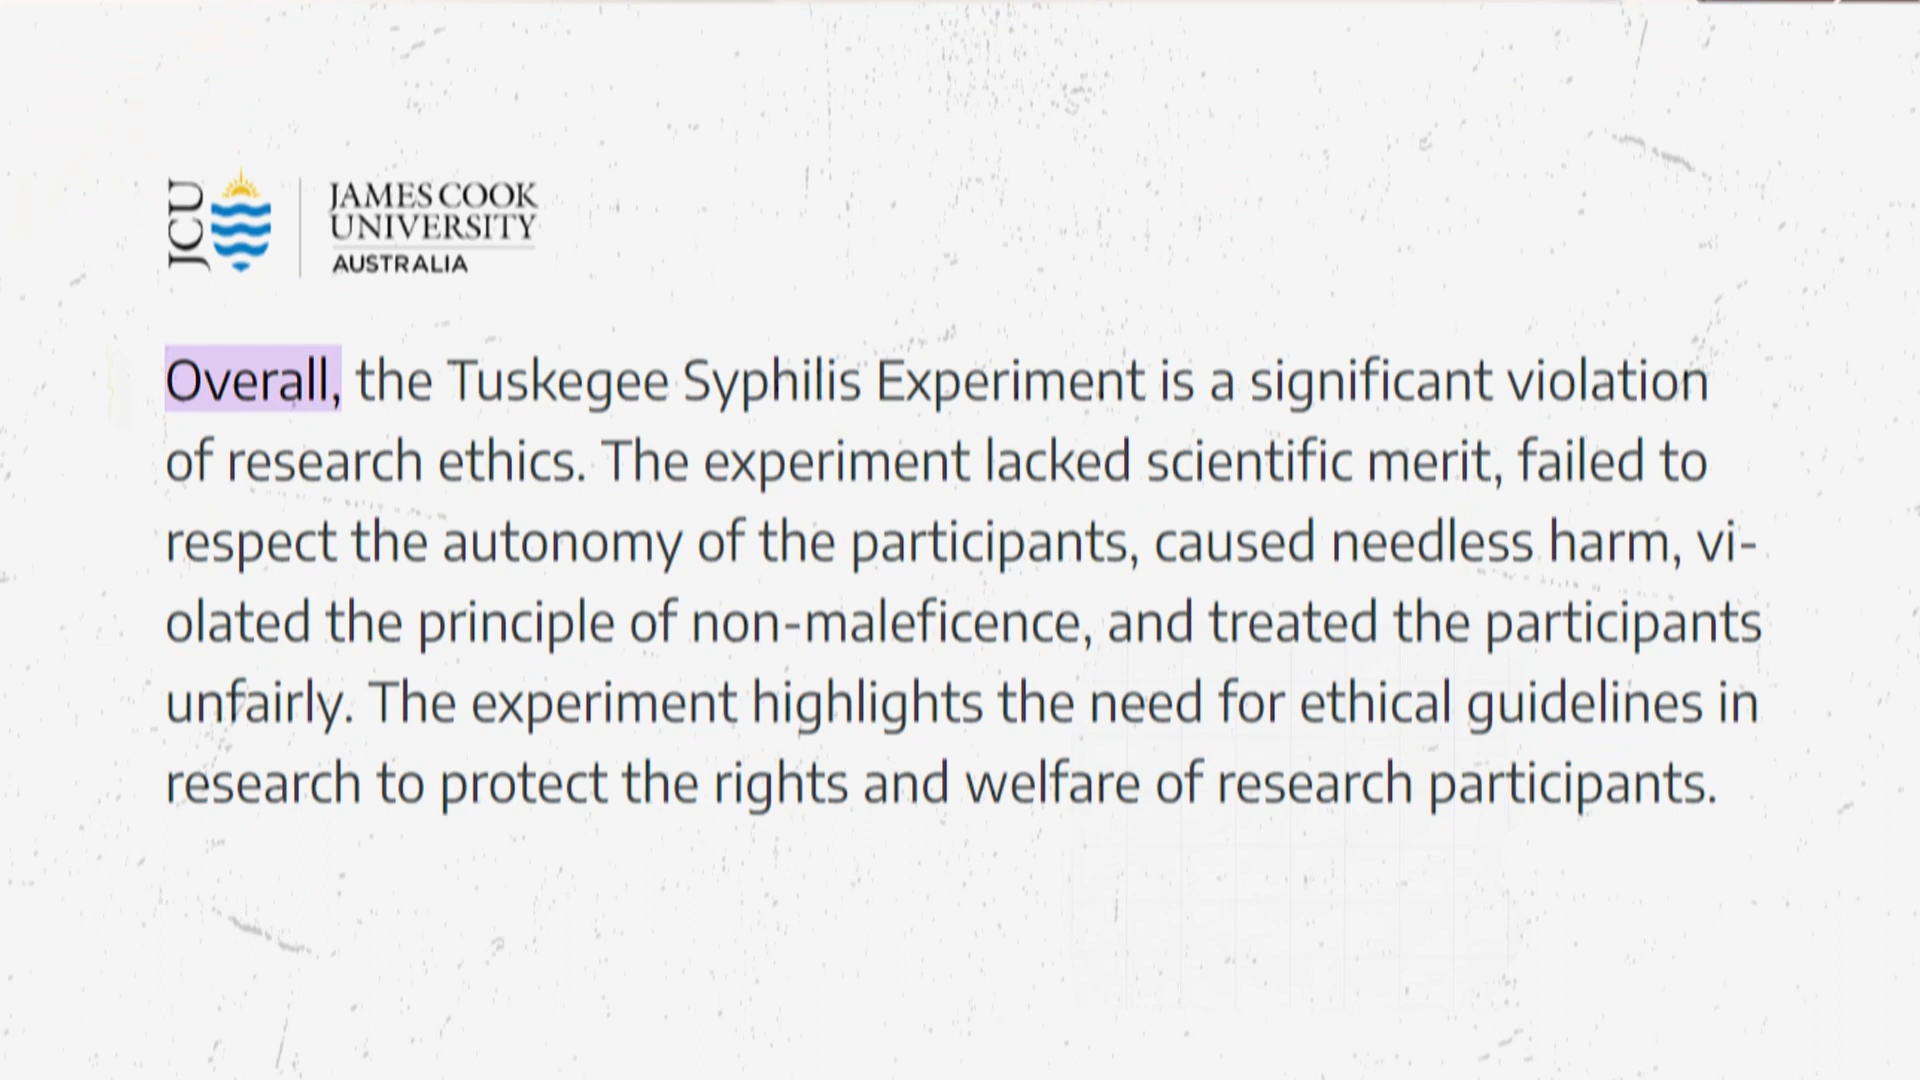 JCU
JAMES COOK
UNIVERSITY
AUSTRALIA
Overall, the Tuskegee Syphilis Experiment is a significant violation
of research ethics. The experiment lacked scientific merit, failed to
respect the autonomy of the participants, caused needless harm, vi-
olated the principle of non-maleficence, and treated the participants
unfairly. The experiment highlights the need for ethical guidelines in
research to protect the rights and welfare of research participants.